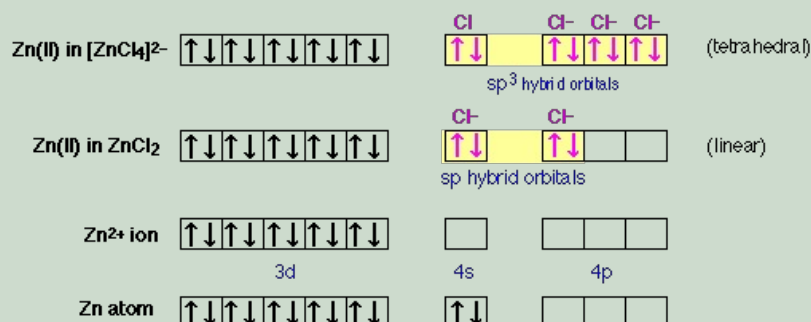 Cl Cl– Cl– Cl–
Zn(II) in [ZnCl₄]²⁻ ↑↓ ↑↓ ↑↓ ↑↓ ↑↓ ↑↓ ↑↓ ↑↓ ↑↓ (tetrahedral)
sp³ hybrid orbitals
Cl– Cl–
Zn(II) in ZnCl₂ ↑↓ ↑↓ ↑↓ ↑↓ ↑↓ ↑↓ ↑↓ (linear)
sp hybrid orbitals
Zn²⁺ ion ↑↓ ↑↓ ↑↓ ↑↓ ↑↓
3d 4s 4p
Zn atom ↑↓ ↑↓ ↑↓ ↑↓ ↑↓ ↑↓